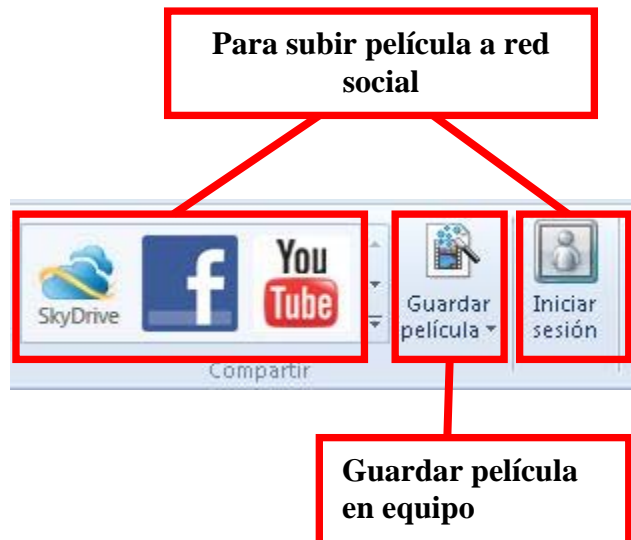 Para subir película a red
social
SkyDrive
f
You
Tube
Guardar
película
Iniciar
sesión
Compartir
Guardar película
en equipo